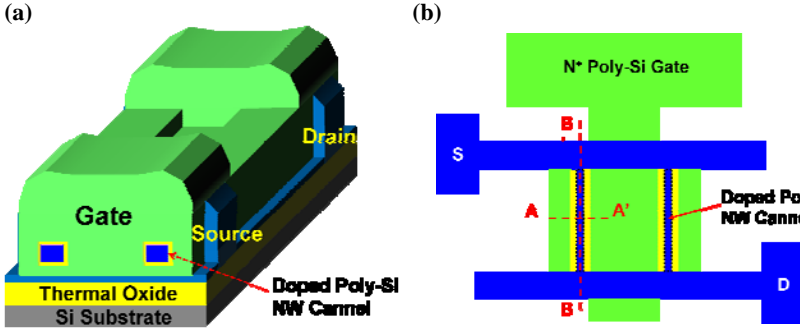 (a)
Drain
Gate
Source
Doped Poly-Si
NW Cannel
Thermal Oxide
Si Substrate
(b)
N+ Poly-Si Gate
B
S
Doped Po
NW Canne
A
A'
D
B